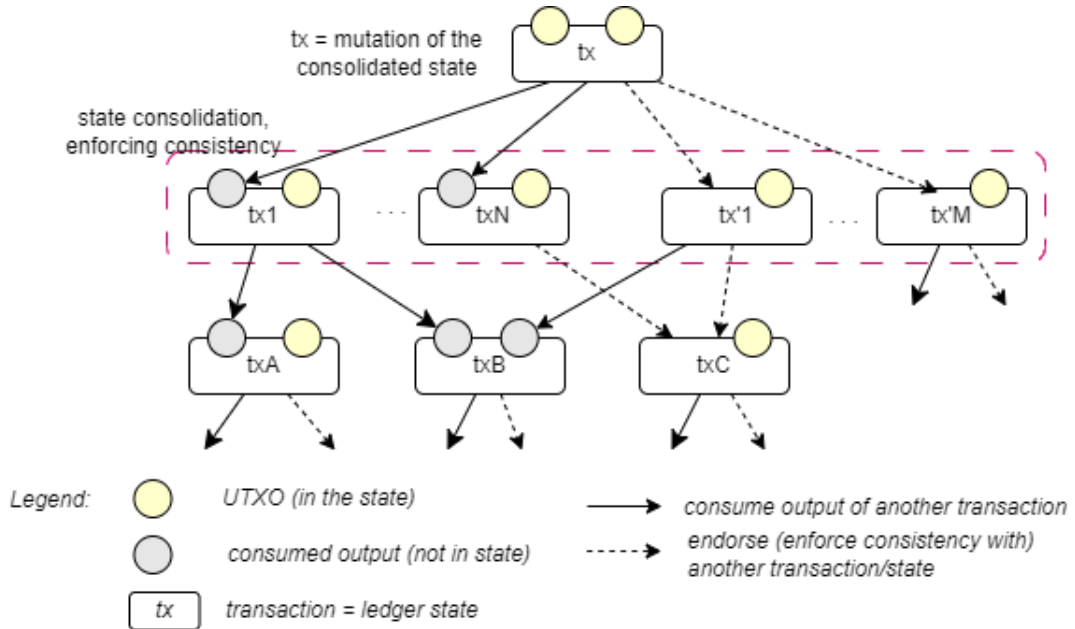 tx = mutation of the
consolidated state
tx
state consolidation,
enforcing consistency
tx1
. . .
txN
tx'1
. . .
tx'M
txA
txB
txC
Legend:
UTXO (in the state)
consume output of another transaction
consumed output (not in state)
endorse (enforce consistency with)
another transaction/state
tx
transaction = ledger state